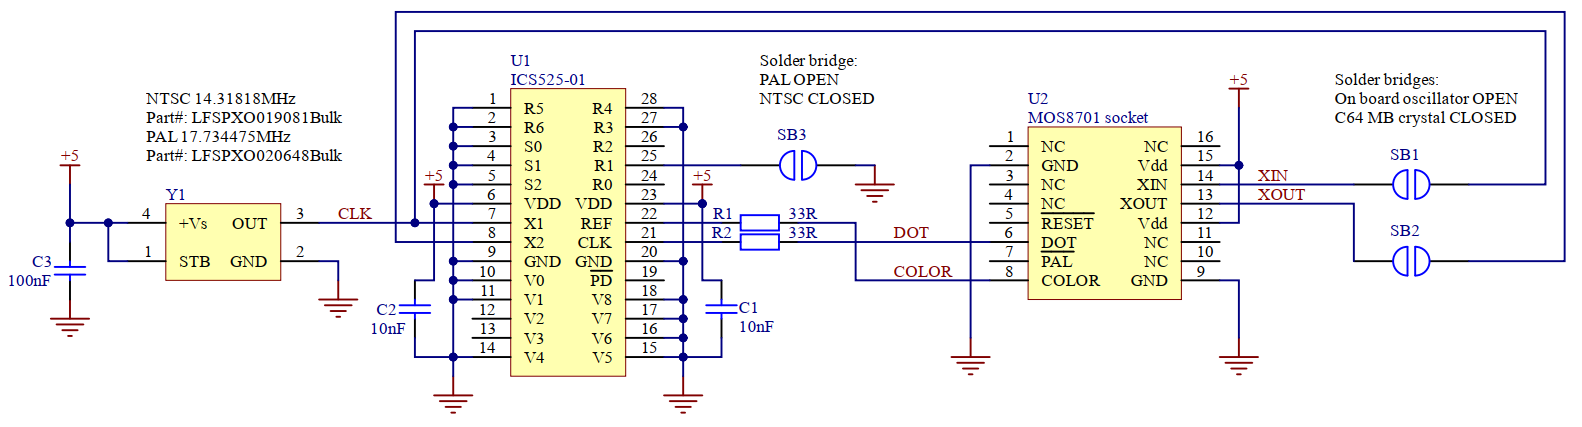 NTSC 14.31818MHz
Part#: LFSPXO019081Bulk
PAL 17.734475MHz
Part#: LFSPXO020648Bulk
+5
Y1
4
+Vs
OUT
3
CLK
1
STB
GND
2
C3
100nF
U1
ICS525-01
1
R5
R4
28
2
R6
R3
27
3
S0
R2
26
4
S1
R1
25
5
S2
R0
24
6
VDD
VDD
23
7
X1
REF
22
8
X2
CLK
21
9
GND
GND
20
10
V0
PD
19
11
V1
V8
18
12
V2
V7
17
13
V3
V6
16
14
V4
V5
15
+5
C2
10nF
+5
C1
10nF
R1
33R
R2
33R
DOT
COLOR
Solder bridge:
PAL OPEN
NTSC CLOSED
SB3
U2
MOS8701 socket
1
NC
NC
16
2
GND
Vdd
15
3
NC
XIN
14
4
NC
XOUT
13
5
RESET
Vdd
12
6
DOT
NC
11
7
PAL
NC
10
8
COLOR
GND
9
+5
XIN
XOUT
Solder bridges:
On board oscillator OPEN
C64 MB crystal CLOSED
SB1
SB2